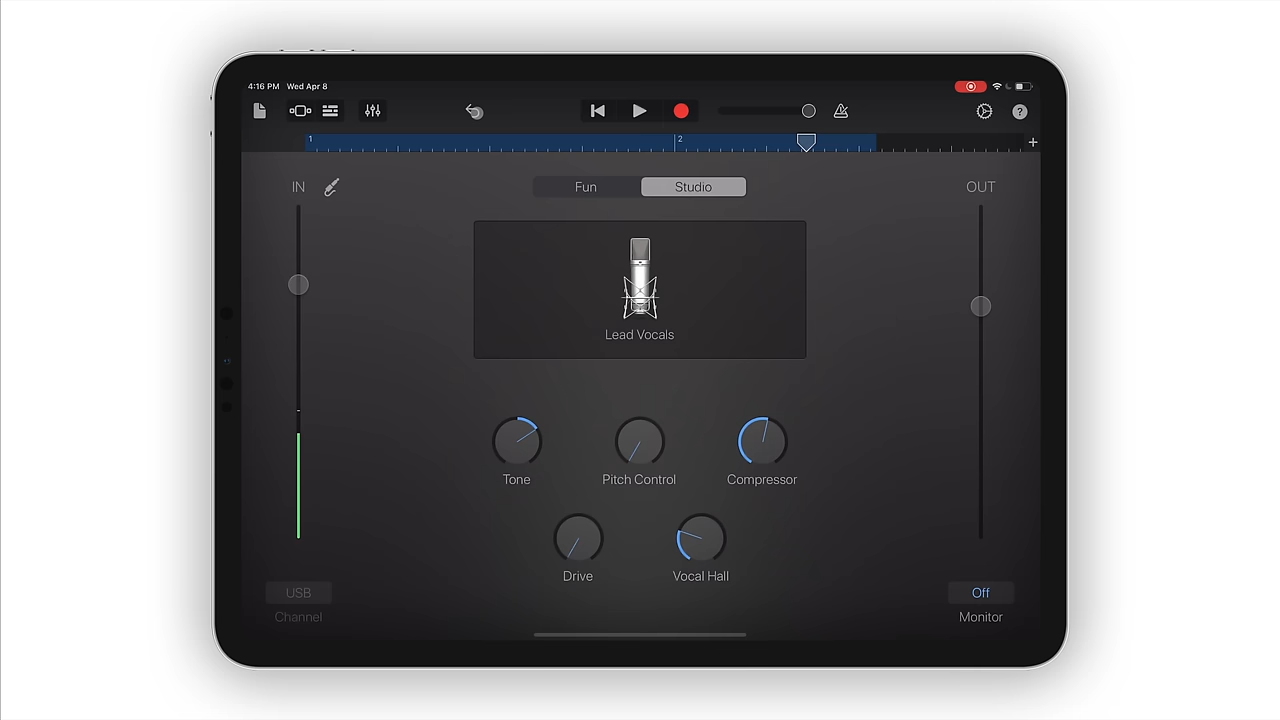 4:16 PM Wed Apr 8
1 2
IN Fun Studio OUT
Lead Vocals
Tone Pitch Control Compressor
Drive Vocal Hall
USB Off
Channel Monitor